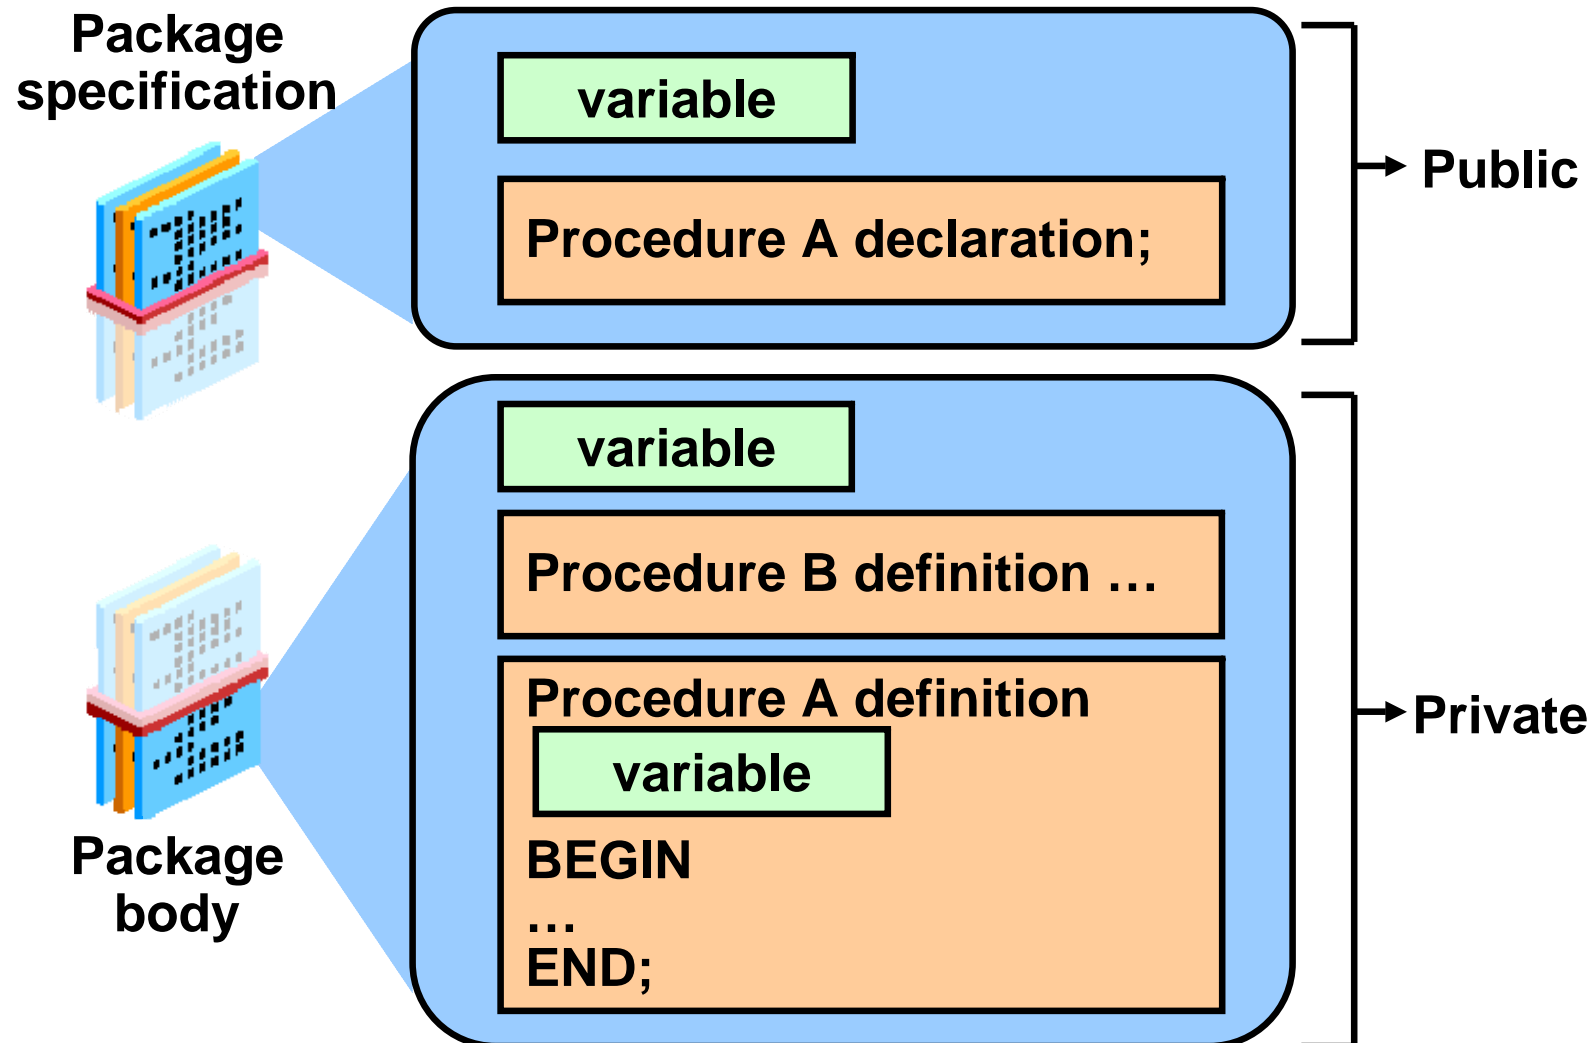 Package
specification
variable
Procedure A declaration;
Public
variable
Procedure B definition …
Procedure A definition
variable
BEGIN
…
END;
Private
Package
body